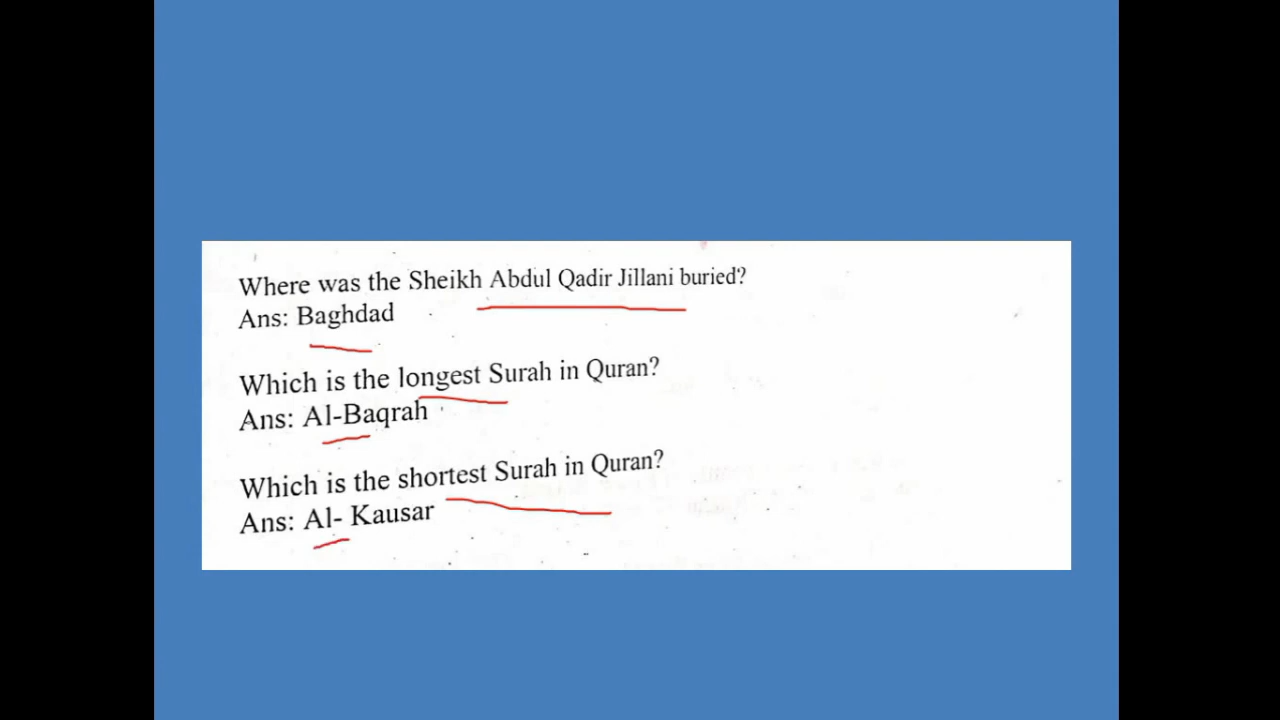 Where was the Sheikh Abdul Qadir Jillani buried?
Ans: Baghdad
Which is the longest Surah in Quran?
Ans: Al-Baqrah
Which is the shortest Surah in Quran?
Ans: Al- Kausar